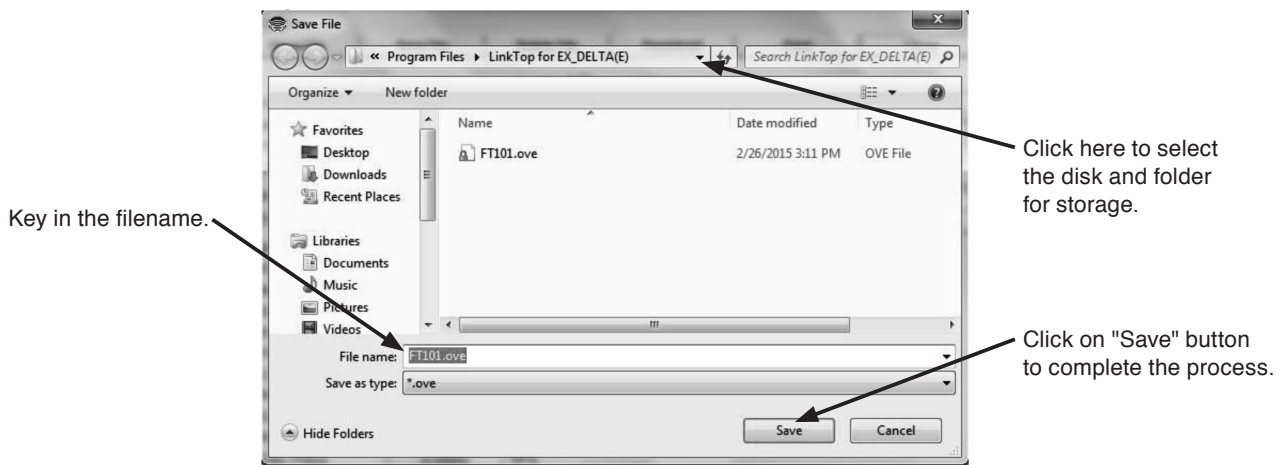 Save File
x
« Program Files ▸ LinkTop for EX_DELTA(E)
Search LinkTop for EX_DELTA(E)
Organize
New folder
?
Favorites
Desktop
Downloads
Recent Places
Libraries
Documents
Music
Pictures
Videos
Name
Date modified
Type
FT101.ove
2/26/2015 3:11 PM
OVE File
Click here to select
the disk and folder
for storage.
Key in the filename.
File name:
FT101.ove
Save as type:
*.ove
Click on "Save" button
to complete the process.
Hide Folders
Save
Cancel